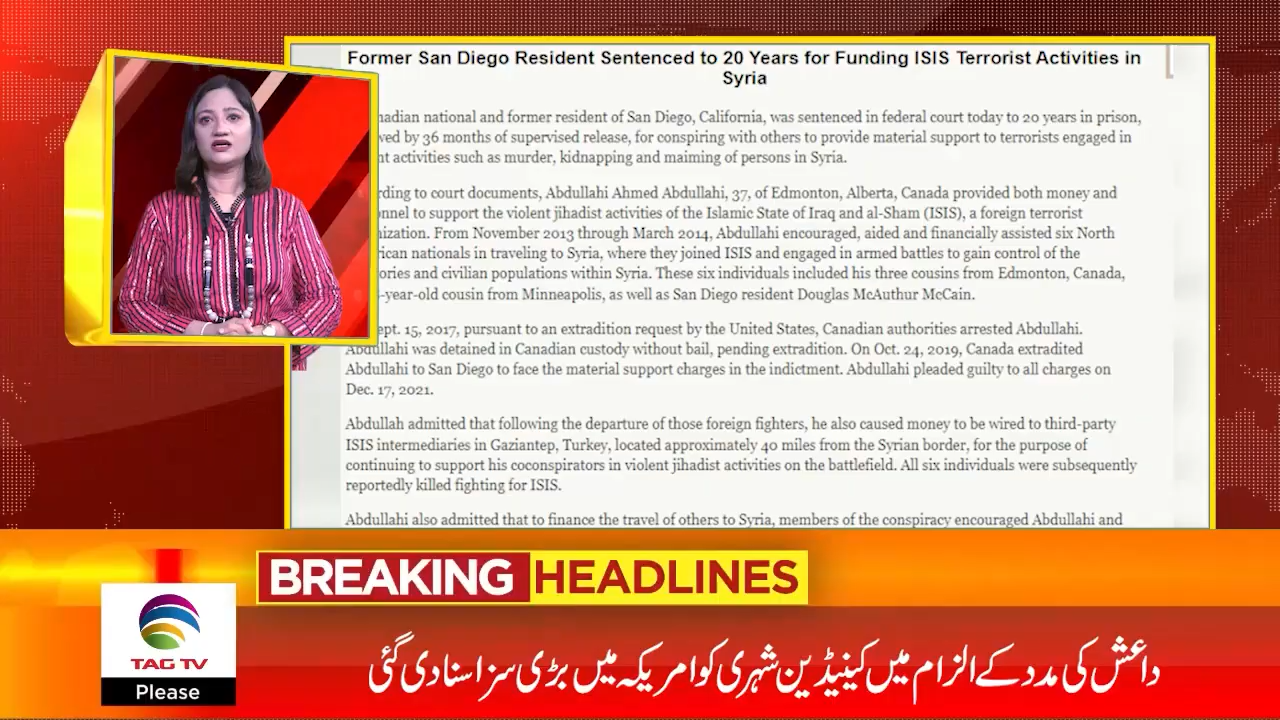 Former San Diego Resident Sentenced to 20 Years for Funding ISIS Terrorist Activities in
Syria
nadian national and former resident of San Diego, California, was sentenced in federal court today to 20 years in prison,
wed by 36 months of supervised release, for conspiring with others to provide material support to terrorists engaged in
nt activities such as murder, kidnapping and maiming of persons in Syria.
rding to court documents, Abdullahi Ahmed Abdullahi, 37, of Edmonton, Alberta, Canada provided both money and
onnel to support the violent jihadist activities of the Islamic State of Iraq and al-Sham (ISIS), a foreign terrorist
nization. From November 2013 through March 2014, Abdullahi encouraged, aided and financially assisted six North
rican nationals in traveling to Syria, where they joined ISIS and engaged in armed battles to gain control of the
ories and civilian populations within Syria. These six individuals included his three cousins from Edmonton, Canada,
-year-old cousin from Minneapolis, as well as San Diego resident Douglas McAuthur McCain.
ept. 15, 2017, pursuant to an extradition request by the United States, Canadian authorities arrested Abdullahi.
Abdullahi was detained in Canadian custody without bail, pending extradition. On Oct. 24, 2019, Canada extradited
Abdullahi to San Diego to face the material support charges in the indictment. Abdullahi pleaded guilty to all charges on
Dec. 17, 2021.
Abdullah admitted that following the departure of those foreign fighters, he also caused money to be wired to third-party
ISIS intermediaries in Gaziantep, Turkey, located approximately 40 miles from the Syrian border, for the purpose of
continuing to support his coconspirators in violent jihadist activities on the battlefield. All six individuals were subsequently
reportedly killed fighting for ISIS.
Abdullahi also admitted that to finance the travel of others to Syria, members of the conspiracy encouraged Abdullahi and
BREAKING HEADLINES
TAG TV
Please
داعش کی مدد کے الزام میں کینیڈین شہری کو امریکہ میں بڑی سزا سنا دی گئی